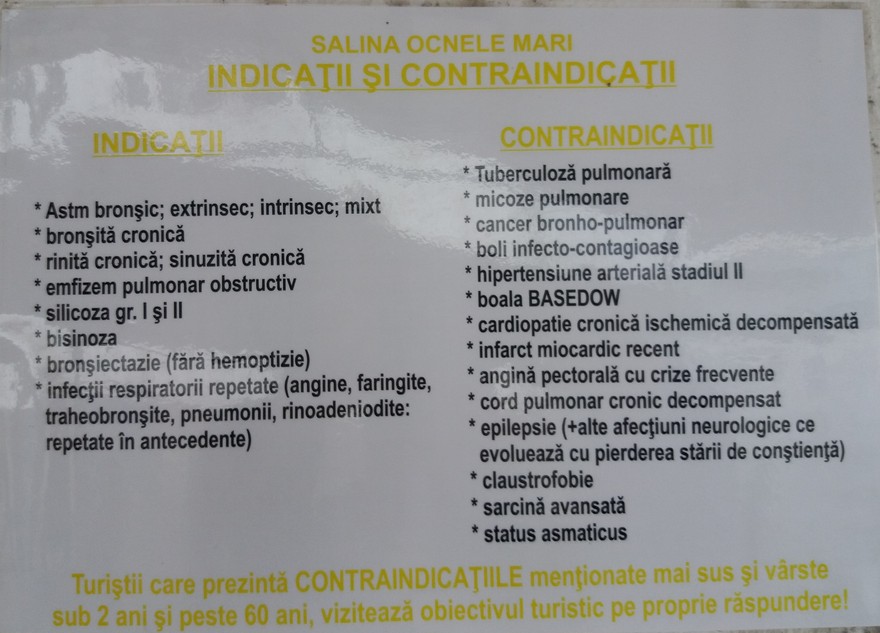 SALINA OCNELE MARI
INDICAŢII ŞI CONTRAINDICAŢII
INDICAŢII
* Astm bronşic; extrinsec; intrinsec; mixt
* bronşită cronică
* rinită cronică; sinuzită cronică
* emfizem pulmonar obstructiv
* silicoza gr. I şi II
* bisinoza
* bronşiectazie (fără hemoptizie)
* infecţii respiratorii repetate (angine, faringite,
traheobronşite, pneumonii, rinoadeniodite:
repetate în antecedente)
CONTRAINDICAŢII
* Tuberculoză pulmonară
* micoze pulmonare
* cancer bronho-pulmonar
* boli infecto-contagioase
* hipertensiune arterială stadiul II
* boala BASEDOW
* cardiopatie cronică ischemică decompensată
* infarct miocardic recent
* angină pectorală cu crize frecvente
* cord pulmonar cronic decompensat
* epilepsie (+alte afecţiuni neurologice ce
evoluează cu pierderea stării de conştienţă)
* claustrofobie
* sarcină avansată
* status asmaticus
Turiştii care prezintă CONTRAINDICAŢIILE menţionate mai sus şi vârste
sub 2 ani şi peste 60 ani, vizitează obiectivul turistic pe proprie răspundere!